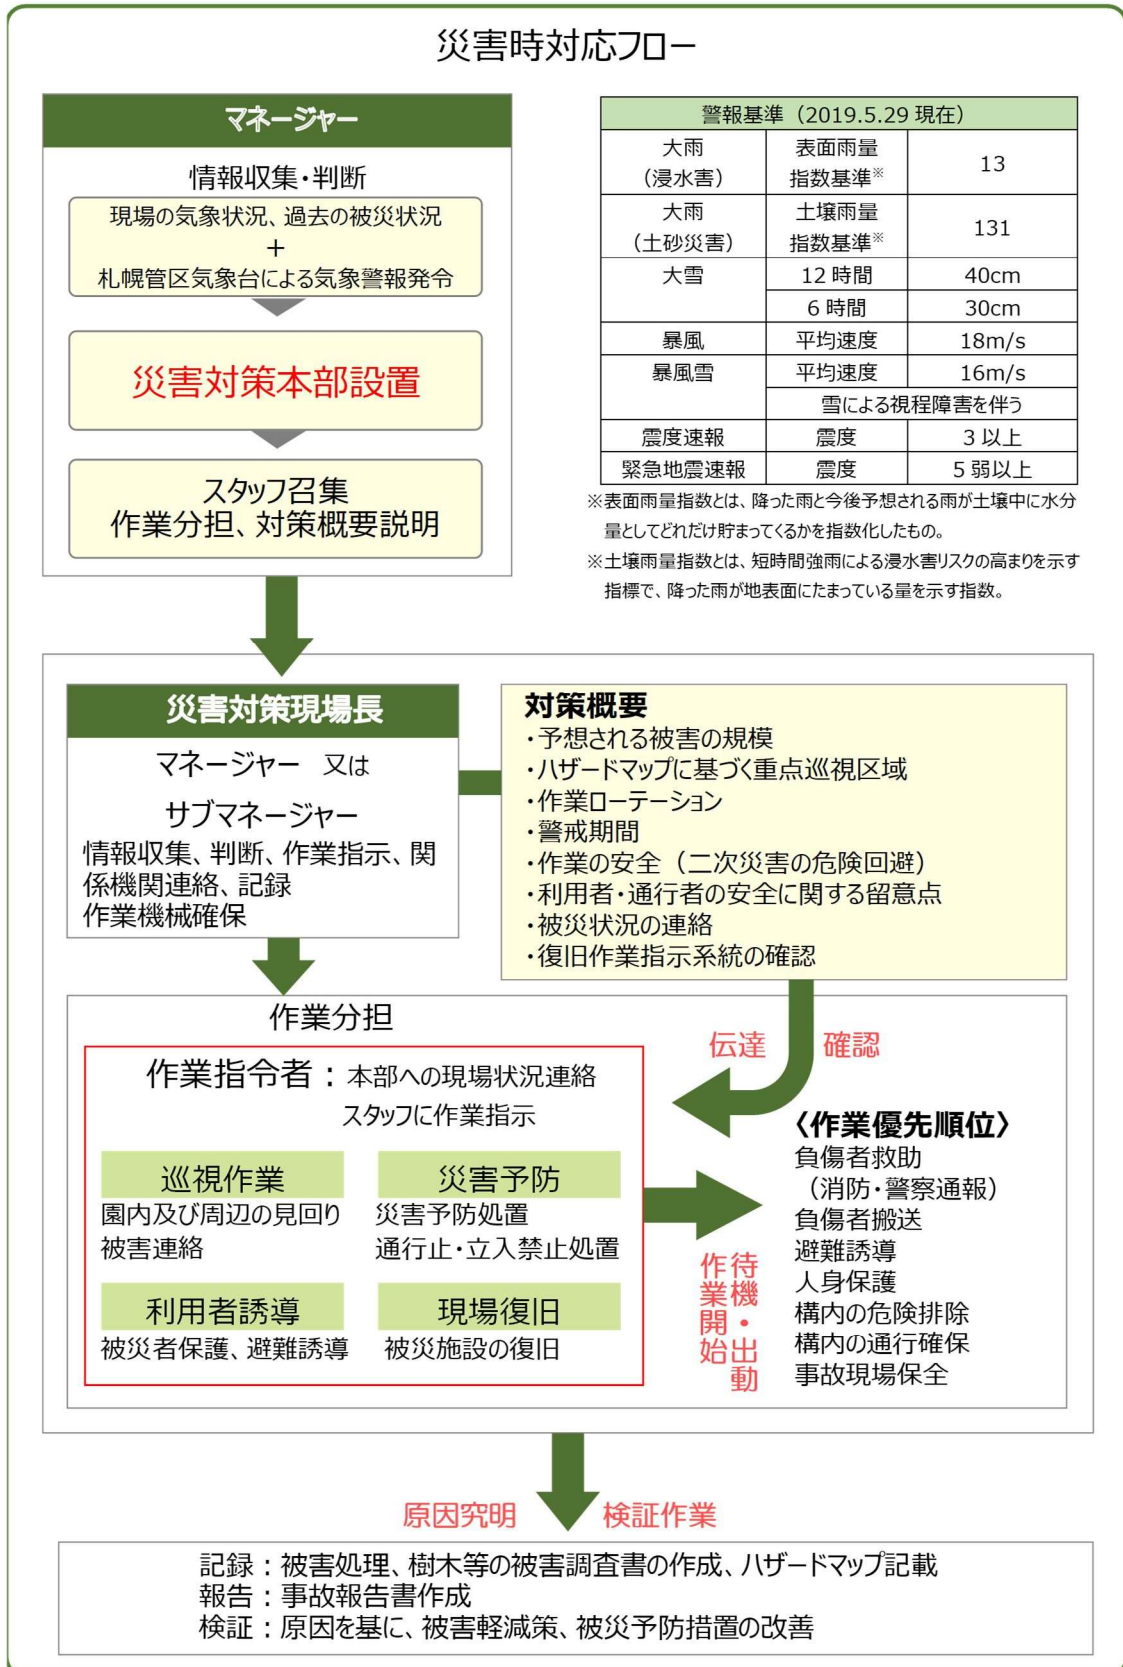 災害時対応フロー
マネージャー
情報収集・判断
現場の気象状況、過去の被災状況
+
札幌管区気象台による気象警報発令
災害対策本部設置
スタッフ召集
作業分担、対策概要説明
警報基準（2019.5.29 現在）
大雨
（浸水害）
表面雨量
指数基準※
13
大雨
（土砂災害）
土壌雨量
指数基準※
131
大雪
12 時間
40cm
6 時間
30cm
暴風
平均速度
18m/s
暴風雪
平均速度
16m/s
雪による視程障害を伴う
震度速報
震度
3 以上
緊急地震速報
震度
5 弱以上
※表面雨量指数とは、降った雨と今後予想される雨が土壌中に水分
量としてどれだけ貯まってくるかを指数化したもの。
※土壌雨量指数とは、短時間強雨による浸水害リスクの高まりを示す
指標で、降った雨が地表面にたまっている量を示す指数。
災害対策現場長
マネージャー 又は
サブマネージャー
情報収集、判断、作業指示、関
係機関連絡、記録
作業機械確保
対策概要
・予想される被害の規模
・ハザードマップに基づく重点巡視区域
・作業ローテーション
・警戒期間
・作業の安全（二次災害の危険回避）
・利用者・通行者の安全に関する留意点
・被災状況の連絡
・復旧作業指示系統の確認
作業分担
伝達 確認
作業指令者：本部への現場状況連絡
スタッフに作業指示
巡視作業
園内及び周辺の見回り
被害連絡
災害予防
災害予防処置
通行止・立入禁止処置
利用者誘導
被災者保護、避難誘導
現場復旧
被災施設の復旧
待機・出動
作業開始
〈作業優先順位〉
負傷者救助
（消防・警察通報）
負傷者搬送
避難誘導
人身保護
構内の危険排除
構内の通行確保
事故現場保全
原因究明 検証作業
記録：被害処理、樹木等の被害調査書の作成、ハザードマップ記載
報告：事故報告書作成
検証：原因を基に、被害軽減策、被災予防措置の改善